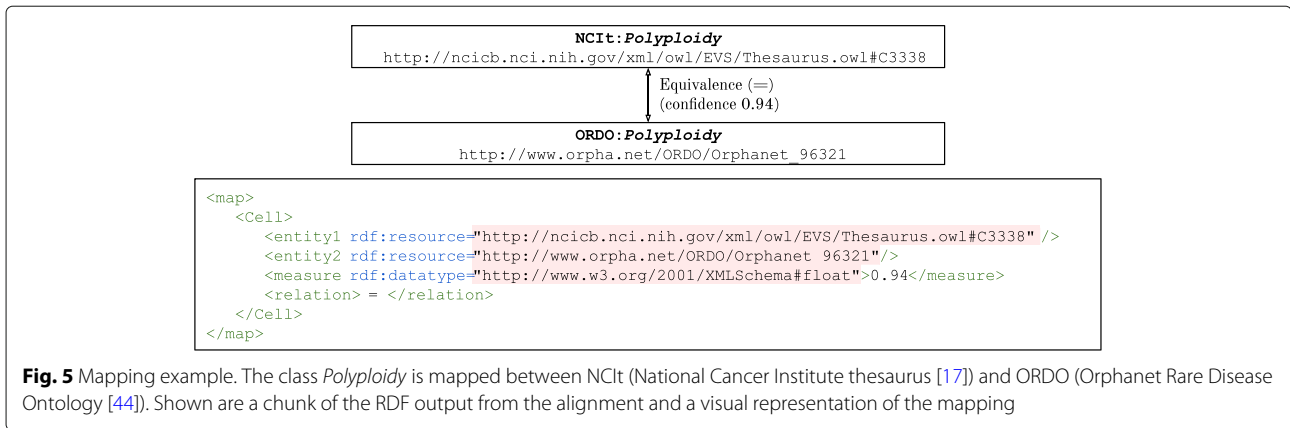 NCIt:Polyploidy
http://ncicb.nci.nih.gov/xml/owl/EVS/Thesaurus.owl#C3338
Equivalence (=)
(confidence 0.94)
ORDO:Polyploidy
http://www.orpha.net/ORDO/Orphanet_96321
<map>
<Cell>
<entity1 rdf:resource="http://ncicb.nci.nih.gov/xml/owl/EVS/Thesaurus.owl#C3338"/>
<entity2 rdf:resource="http://www.orpha.net/ORDO/Orphanet 96321"/>
<measure rdf:datatype="http://www.w3.org/2001/XMLSchema#float">0.94</measure>
<relation> = </relation>
</Cell>
</map>
Fig. 5 Mapping example. The class Polyploidy is mapped between NCIt (National Cancer Institute thesaurus [17]) and ORDO (Orphanet Rare Disease
Ontology [44]). Shown are a chunk of the RDF output from the alignment and a visual representation of the mapping